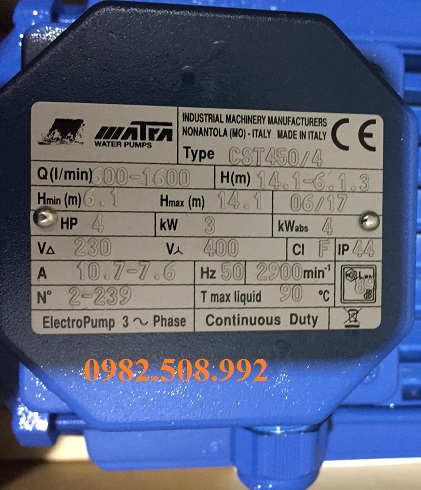 MATRA
WATER PUMPS
INDUSTRIAL MACHINERY MANUFACTURERS
NONANTOLA (MO) - ITALY MADE IN ITALY
CE
Type CST450/4
Q(l/min) 600-1600 H(m) 14.1-6.1.3
Hmin (m) 6.1 Hmax (m) 14.1 06/17
HP 4 kW 3 kWabs 4
V△ 230 V⅄ 400 Cl F IP 44
A 10.7-7.6 Hz 50 2900 min⁻¹
N° 2-239 T max liquid 90 °C
ElectroPump 3 ∿ Phase Continuous Duty
0982.508.992